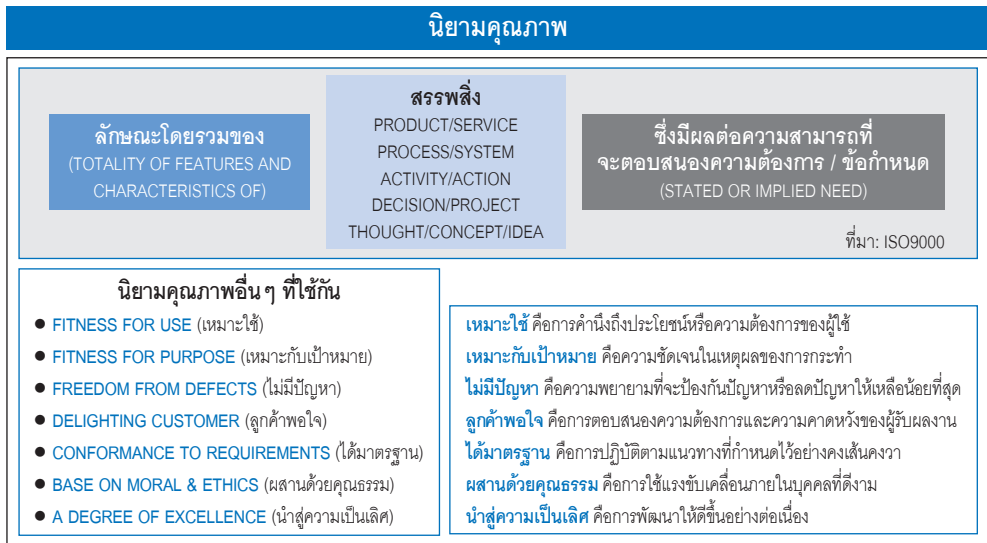 นิยามคุณภาพ
ลักษณะโดยรวมของ
(TOTALITY OF FEATURES AND
CHARACTERISTICS OF)
สรรพสิ่ง
PRODUCT/SERVICE
PROCESS/SYSTEM
ACTIVITY/ACTION
DECISION/PROJECT
THOUGHT/CONCEPT/IDEA
ซึ่งมีผลต่อความสามารถที่
จะตอบสนองความต้องการ / ข้อกำหนด
(STATED OR IMPLIED NEED)
ที่มา: ISO9000
นิยามคุณภาพอื่นๆ ที่ใช้กัน
● FITNESS FOR USE (เหมาะใช้)
● FITNESS FOR PURPOSE (เหมาะกับเป้าหมาย)
● FREEDOM FROM DEFECTS (ไม่มีปัญหา)
● DELIGHTING CUSTOMER (ลูกค้าพอใจ)
● CONFORMANCE TO REQUIREMENTS (ได้มาตรฐาน)
● BASE ON MORAL & ETHICS (ผสานด้วยคุณธรรม)
● A DEGREE OF EXCELLENCE (นำสู่ความเป็นเลิศ)
เหมาะใช้ คือการคำนึงถึงประโยชน์หรือความต้องการของผู้ใช้
เหมาะกับเป้าหมาย คือความชัดเจนในเหตุผลของการกระทำ
ไม่มีปัญหา คือความพยายามที่จะป้องกันปัญหาหรือลดปัญหาให้เหลือน้อยที่สุด
ลูกค้าพอใจ คือการตอบสนองความต้องการและความคาดหวังของผู้รับผลงาน
ได้มาตรฐาน คือการปฏิบัติตามแนวทางที่กำหนดไว้อย่างคงเส้นคงวา
ผสานด้วยคุณธรรม คือการใช้แรงขับเคลื่อนภายในบุคคลที่ดีงาม
นำสู่ความเป็นเลิศ คือการพัฒนาให้ดีขึ้นอย่างต่อเนื่อง